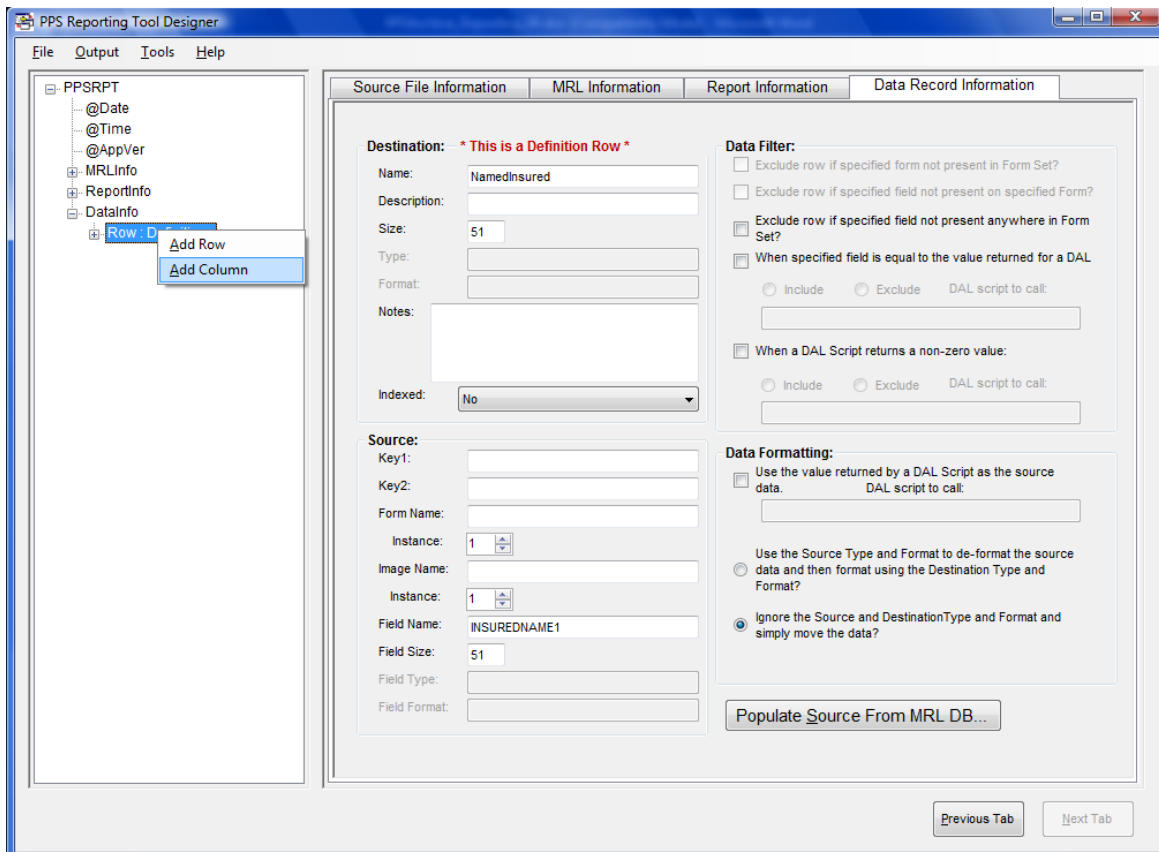 PPS Reporting Tool Designer
File Output Tools Help
PPSRPT
@Date
@Time
@AppVer
MRLInfo
ReportInfo
DataInfo
Row : D
Add Row
Add Column
Source File Information MRL Information Report Information Data Record Information
Destination: * This is a Definition Row *
Name: NamedInsured
Description:
Size: 51
Type:
Format:
Notes:
Indexed: No
Source:
Key1:
Key2:
Form Name:
Instance: 1
Image Name:
Instance: 1
Field Name: INSUREDNAME1
Field Size: 51
Field Type:
Field Format:
Data Filter:
Exclude row if specified form not present in Form Set?
Exclude row if specified field not present on specified Form?
Exclude row if specified field not present anywhere in Form
Set?
When specified field is equal to the value returned for a DAL
Include Exclude DAL script to call:
When a DAL Script returns a non-zero value:
Include Exclude DAL script to call:
Data Formatting:
Use the value returned by a DAL Script as the source
data. DAL script to call:
Use the Source Type and Format to de-format the source
data and then format using the Destination Type and
Format?
Ignore the Source and DestinationType and Format and
simply move the data?
Populate Source From MRL DB...
Previous Tab Next Tab